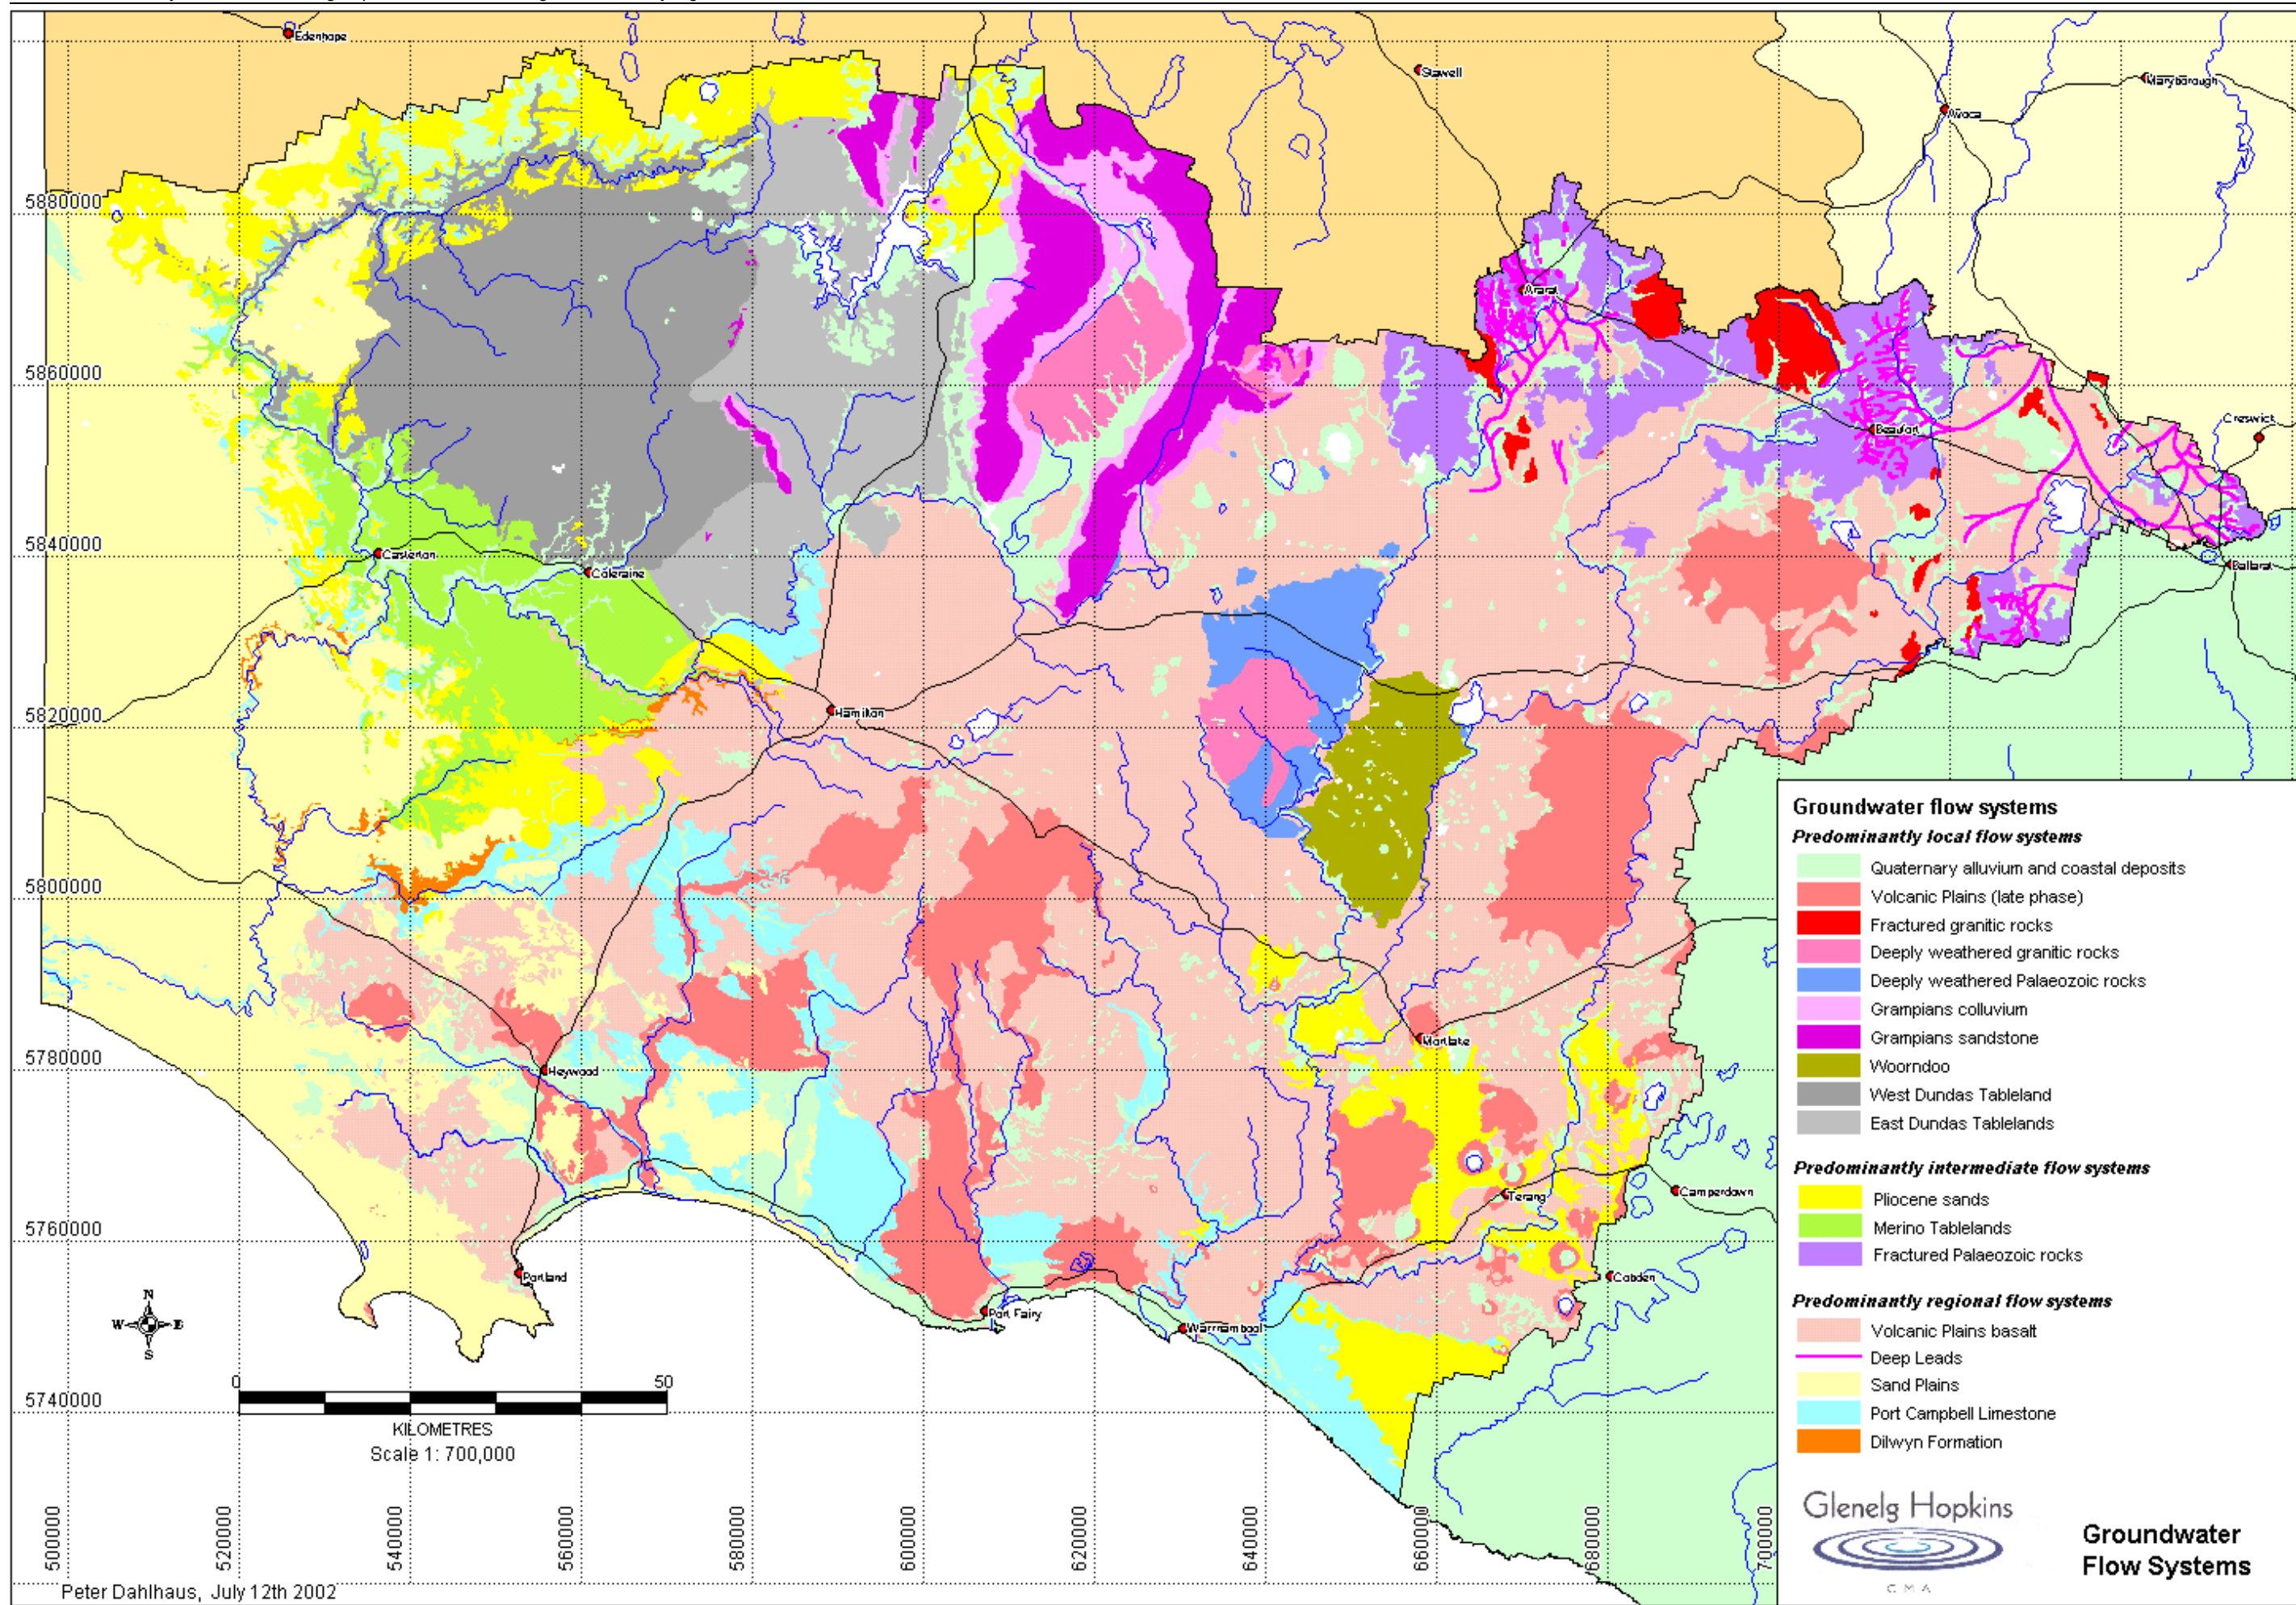 Edenhope
Stawell
Maryborough
Avoca
5880000
Ararat
5860000
Creswick
Beaufort
5840000
Casterton
Coleraine
Ballarat
5820000
Hamilton
5800000
Mortlake
5780000
Heywood
Terang
Camperdown
5760000
Portland
Cobden
Port Fairy
Warrnambool
5740000
N
W E
S
0 50
KILOMETRES
Scale 1: 700,000
500000
520000
540000
560000
580000
600000
620000
640000
660000
680000
700000
Peter Dahlhaus, July 12th 2002
Groundwater flow systems
Predominantly local flow systems
Quaternary alluvium and coastal deposits
Volcanic Plains (late phase)
Fractured granitic rocks
Deeply weathered granitic rocks
Deeply weathered Palaeozoic rocks
Grampians colluvium
Grampians sandstone
Woorndoo
West Dundas Tableland
East Dundas Tablelands
Predominantly intermediate flow systems
Pliocene sands
Merino Tablelands
Fractured Palaeozoic rocks
Predominantly regional flow systems
Volcanic Plains basalt
Deep Leads
Sand Plains
Port Campbell Limestone
Dilwyn Formation
Glenelg Hopkins
CMA
Groundwater
Flow Systems